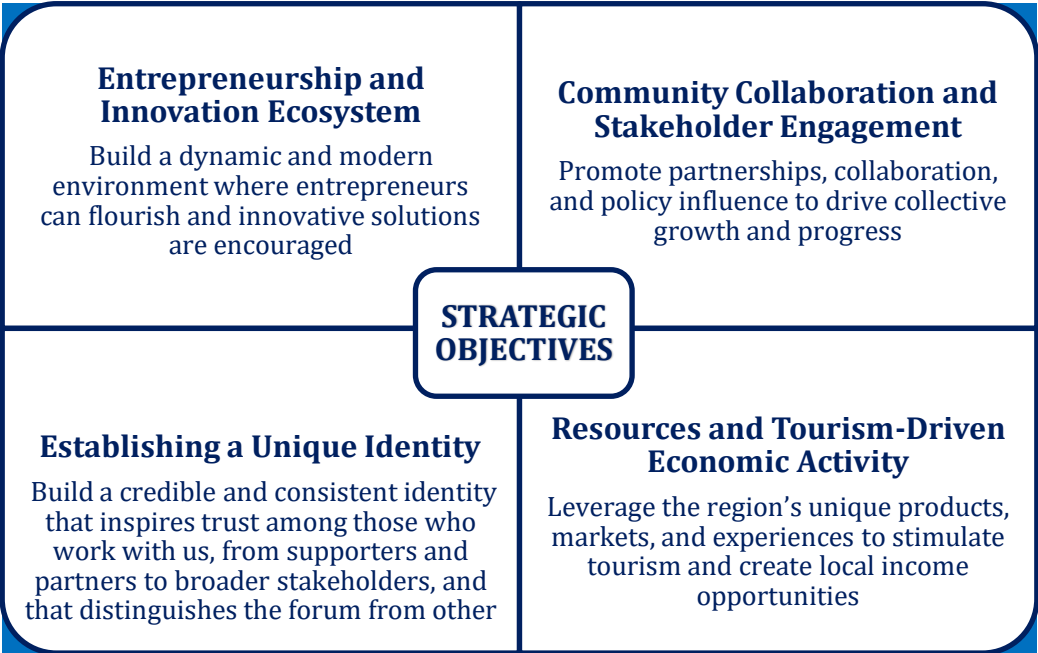 Entrepreneurship and
Innovation Ecosystem
Build a dynamic and modern
environment where entrepreneurs
can flourish and innovative solutions
are encouraged
Community Collaboration and
Stakeholder Engagement
Promote partnerships, collaboration,
and policy influence to drive collective
growth and progress
STRATEGIC
OBJECTIVES
Establishing a Unique Identity
Build a credible and consistent identity
that inspires trust among those who
work with us, from supporters and
partners to broader stakeholders, and
that distinguishes the forum from other
Resources and Tourism-Driven
Economic Activity
Leverage the region’s unique products,
markets, and experiences to stimulate
tourism and create local income
opportunities